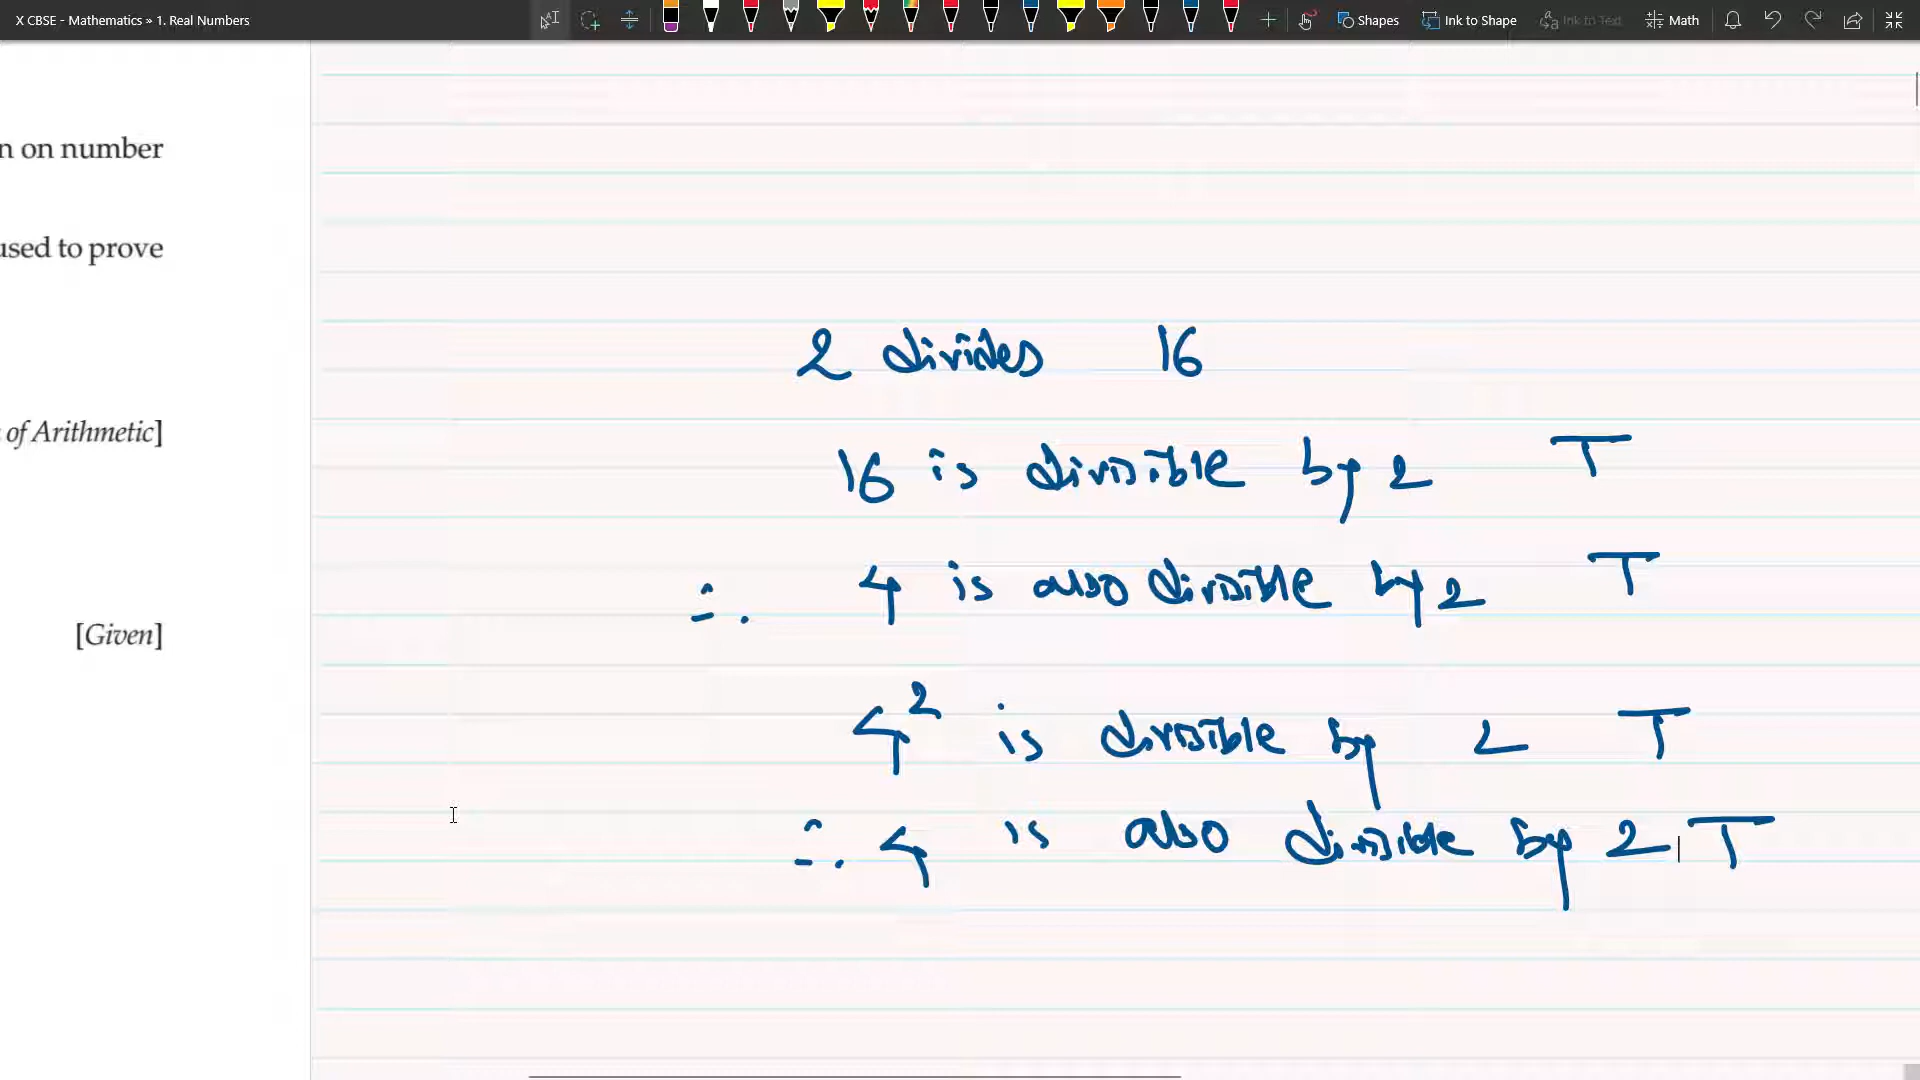 X CBSE - Mathematics » 1. Real Numbers
Shapes
Ink to Shape
Ink to Text
Math
n on number
used to prove
of Arithmetic]
[Given]
2 divides 16
16 is divisible by 2 T
∴ 4 is also divisible by 2 T
4² is divisible by 2 T
∴ 4 is also divisible by 2 T